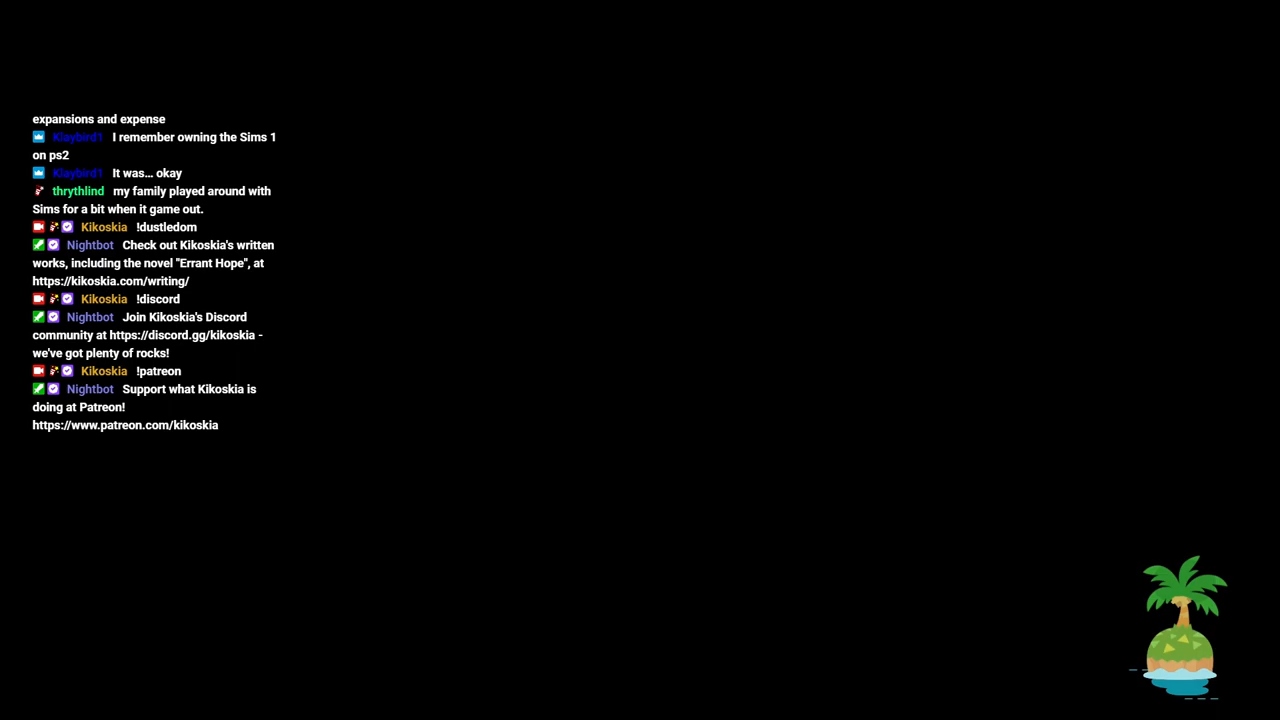 expansions and expense
Klaybird1 I remember owning the Sims 1
on ps2
Klaybird1 It was... okay
thrythlind my family played around with
Sims for a bit when it game out.
Kikoskia !dustledom
Nightbot Check out Kikoskia's written
works, including the novel "Errant Hope", at
https://kikoskia.com/writing/
Kikoskia !discord
Nightbot Join Kikoskia's Discord
community at https://discord.gg/kikoskia -
we've got plenty of rocks!
Kikoskia !patreon
Nightbot Support what Kikoskia is
doing at Patreon!
https://www.patreon.com/kikoskia